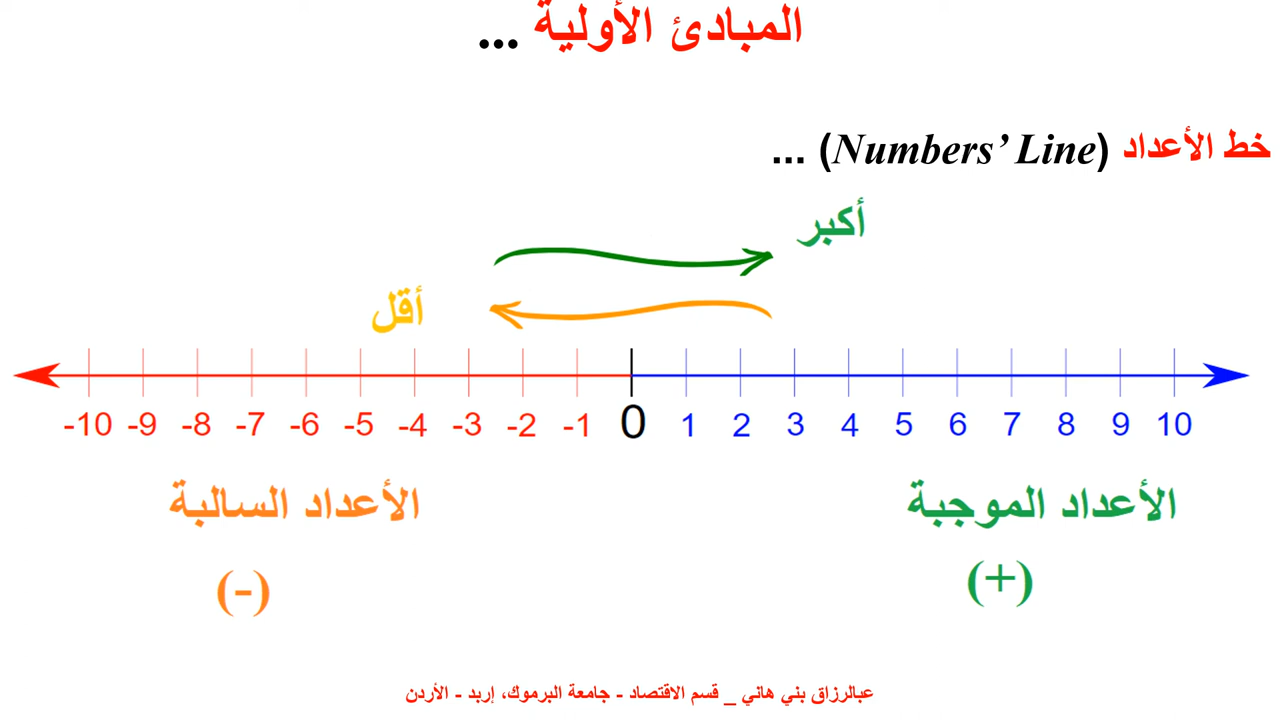 المبادئ الأولية ...
خط الأعداد (Numbers’ Line) ...
أكبر
أقل
-10 -9 -8 -7 -6 -5 -4 -3 -2 -1 0 1 2 3 4 5 6 7 8 9 10
الأعداد الموجبة
الأعداد السالبة
(+)
(-)
عبالرزاق بني هاني _ قسم الاقتصاد - جامعة البرموك، إربد - الأردن